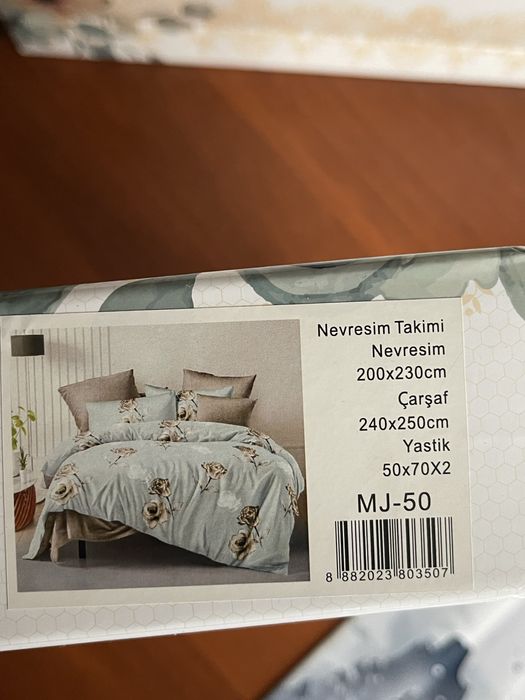 Nevresim Takimi
Nevresim
200x230cm
Çarşaf
240x250cm
Yastik
50x70X2
MJ-50
8 882023 803507